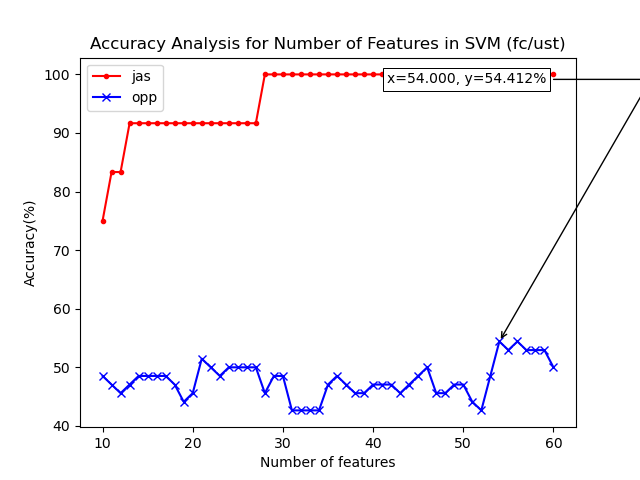 Accuracy Analysis for Number of Features in SVM (fc/ust)
100
90
80
70
60
50
40
Accuracy(%)
jas
opp
x=54.000, y=54.412%
10 20 30 40 50 60
Number of features